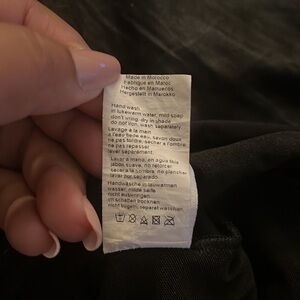 Made in Morocco
Fabriqué en Maroc
Hecho en Marruecos
Hergestellt in Marokko
Hand wash,
in lukewarm water, mild soap
don't wring, dry in shade
do not iron, wash separately
Lavage à la main
a l'eau tiède eau, savon doux
ne pas tordre, sécher à l'ombre
ne pas repasser
laver séparément
Lavar a mano, en agua tibia
jabón suave, no retorcer
secar a la sombra, no planchar
lavar por separado
Handwäsche in lauwarmen
wasser, milde seife
nicht auswringen
im schatten trocknen
nicht bügeln, separat waschen